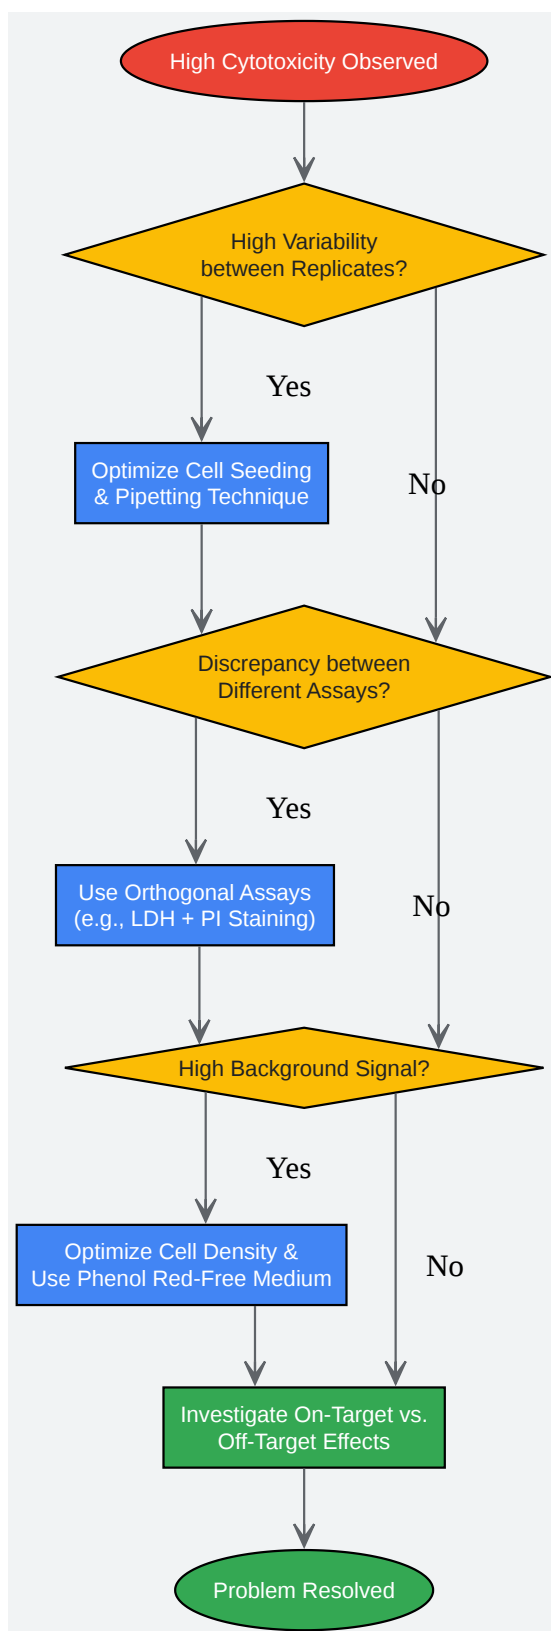 High Cytotoxicity Observed
High Variability
between Replicates?
Yes
Optimize Cell Seeding
& Pipetting Technique
No
Discrepancy between
Different Assays?
Yes
Use Orthogonal Assays
(e.g., LDH + PI Staining)
No
High Background Signal?
Yes
Optimize Cell Density &
Use Phenol Red-Free Medium
No
Investigate On-Target vs.
Off-Target Effects
Problem Resolved